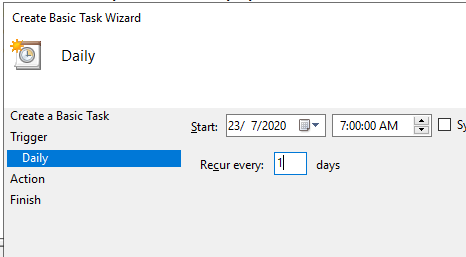 Create Basic Task Wizard
Daily
Create a Basic Task
Trigger
Daily
Action
Finish
Start: 23/ 7/2020 7:00:00 AM
Recur every: 1 days